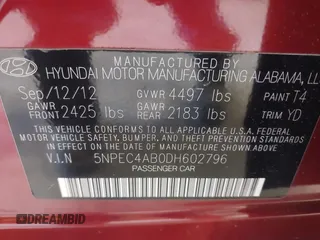 MANUFACTURED BY
HYUNDAI MOTOR MANUFACTURING ALABAMA, LL
Sep/12/12 GVWR 4497 lbs PAINT T4
GAWR FRONT 2425 lbs GAWR REAR 2183 lbs TRIM YD
THIS VEHICLE CONFORMS TO ALL APPLICABLE
U.S. FEDERAL MOTOR VEHICLE SAFETY,
BUMPER, AND THEFT PREVENTION STANDARDS
IN EFFECT ON THE DATE OF MANUFACTURE
SHOWN ABOVE.
V.I.N 5NPEC4AB0DH602796
PASSENGER CAR
DREAMBID